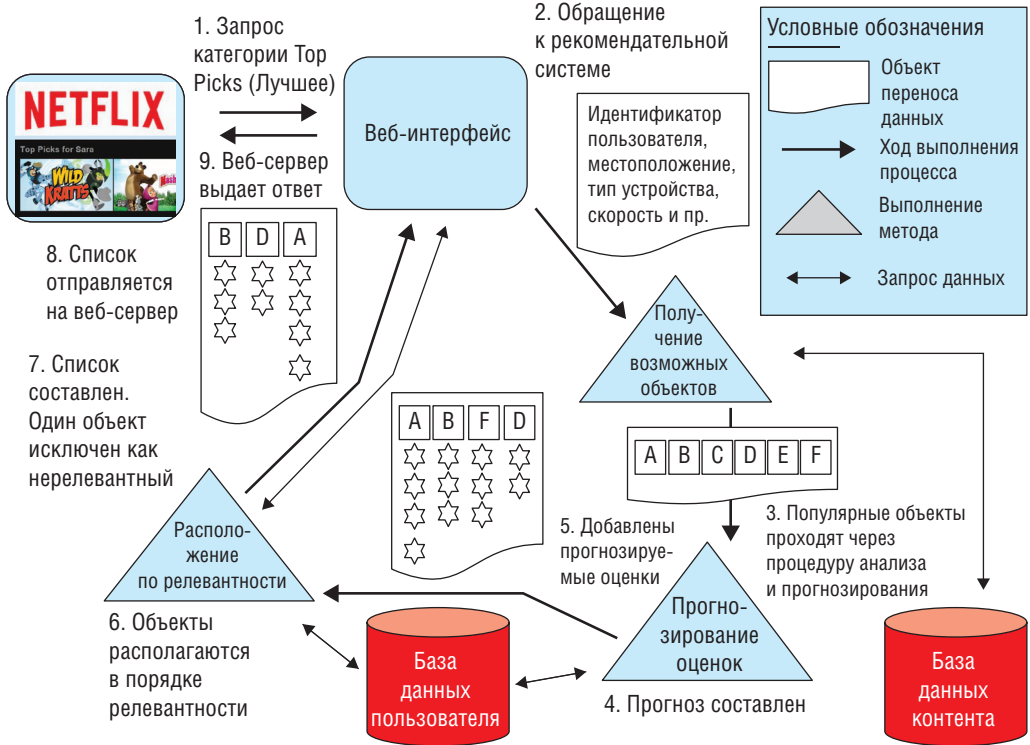 1. Запрос
категории Top
Picks (Лучшее)
2. Обращение
к рекомендательной
системе
Условные обозначения
Объект
переноса
данных
Ход выполнения
процесса
Выполнение
метода
Запрос данных
NETFLIX
Top Picks for Sara
WILD
KRATTS
Mash
Веб-интерфейс
Идентификатор
пользователя,
местоположение,
тип устройства,
скорость и пр.
9. Веб-сервер
выдает ответ
B D A
8. Список
отправляется
на веб-сервер
7. Список
составлен.
Один объект
исключен как
нерелевантный
Полу-
чение
возможных
объектов
A B F D
A B C D E F
Располо-
жение
по релевантности
5. Добавлены
прогнозируе-
мые оценки
3. Популярные объекты
проходят через
процедуру анализа
и прогнозирования
6. Объекты
располагаются
в порядке
релевантности
База
данных
пользователя
Прогно-
зирование
оценок
4. Прогноз составлен
База
данных
контента